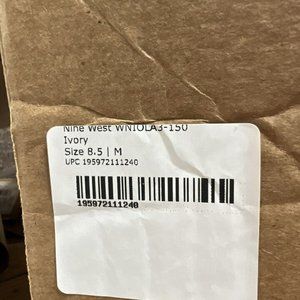 Nine West WNIOLA3-150
Ivory
Size 8.5 | M
UPC 195972111240
195972111240